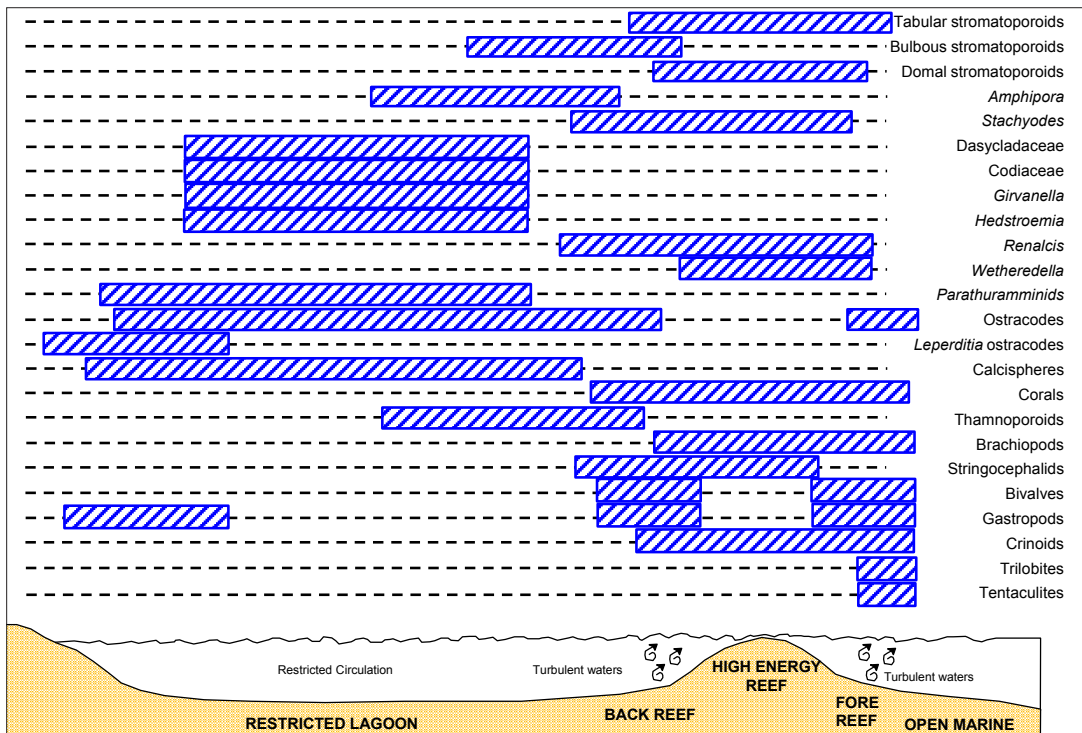 Tabular stromatoporoids
Bulbous stromatoporoids
Domal stromatoporoids
Amphipora
Stachyodes
Dasycladaceae
Codiaceae
Girvanella
Hedstroemia
Renalcis
Wetheredella
Parathuramminids
Ostracodes
Leperditia ostracodes
Calcispheres
Corals
Thamnoporoids
Brachiopods
Stringocephalids
Bivalves
Gastropods
Crinoids
Trilobites
Tentaculites
Restricted Circulation
Turbulent waters
HIGH ENERGY
REEF
Turbulent waters
RESTRICTED LAGOON
BACK REEF
FORE
REEF
OPEN MARINE